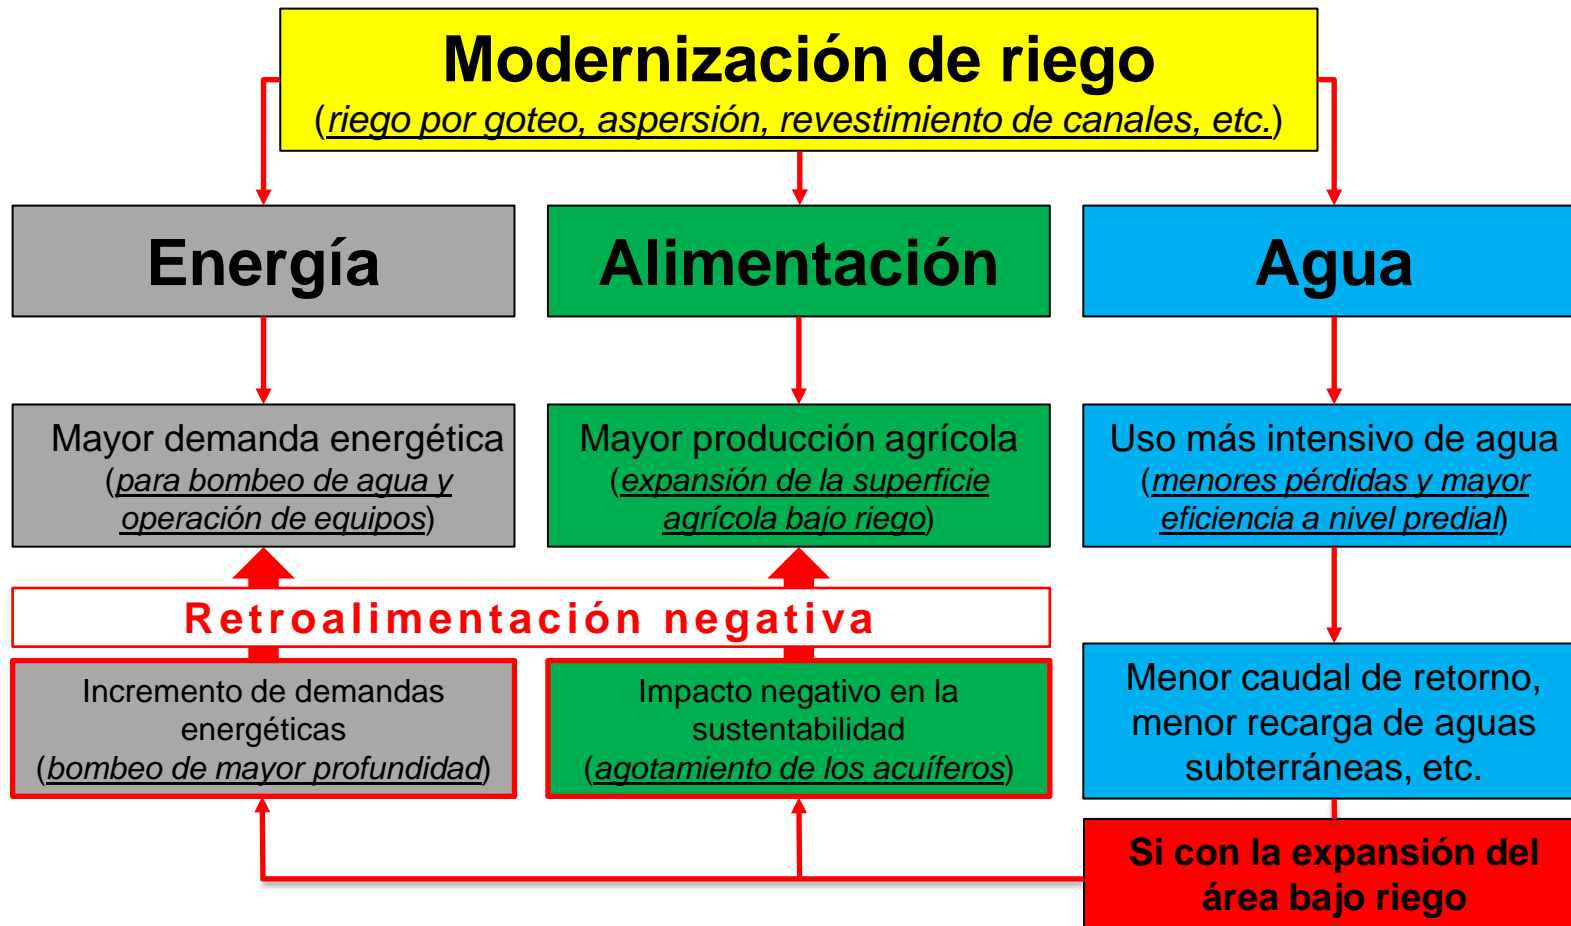 Modernización de riego
(riego por goteo, aspersión, revestimiento de canales, etc.)
Energía
Alimentación
Agua
Mayor demanda energética
(para bombeo de agua y
operación de equipos)
Mayor producción agrícola
(expansión de la superficie
agrícola bajo riego)
Uso más intensivo de agua
(menores pérdidas y mayor
eficiencia a nivel predial)
Retroalimentación negativa
Incremento de demandas
energéticas
(bombeo de mayor profundidad)
Impacto negativo en la
sustentabilidad
(agotamiento de los acuíferos)
Menor caudal de retorno,
menor recarga de aguas
subterráneas, etc.
Si con la expansión del
área bajo riego